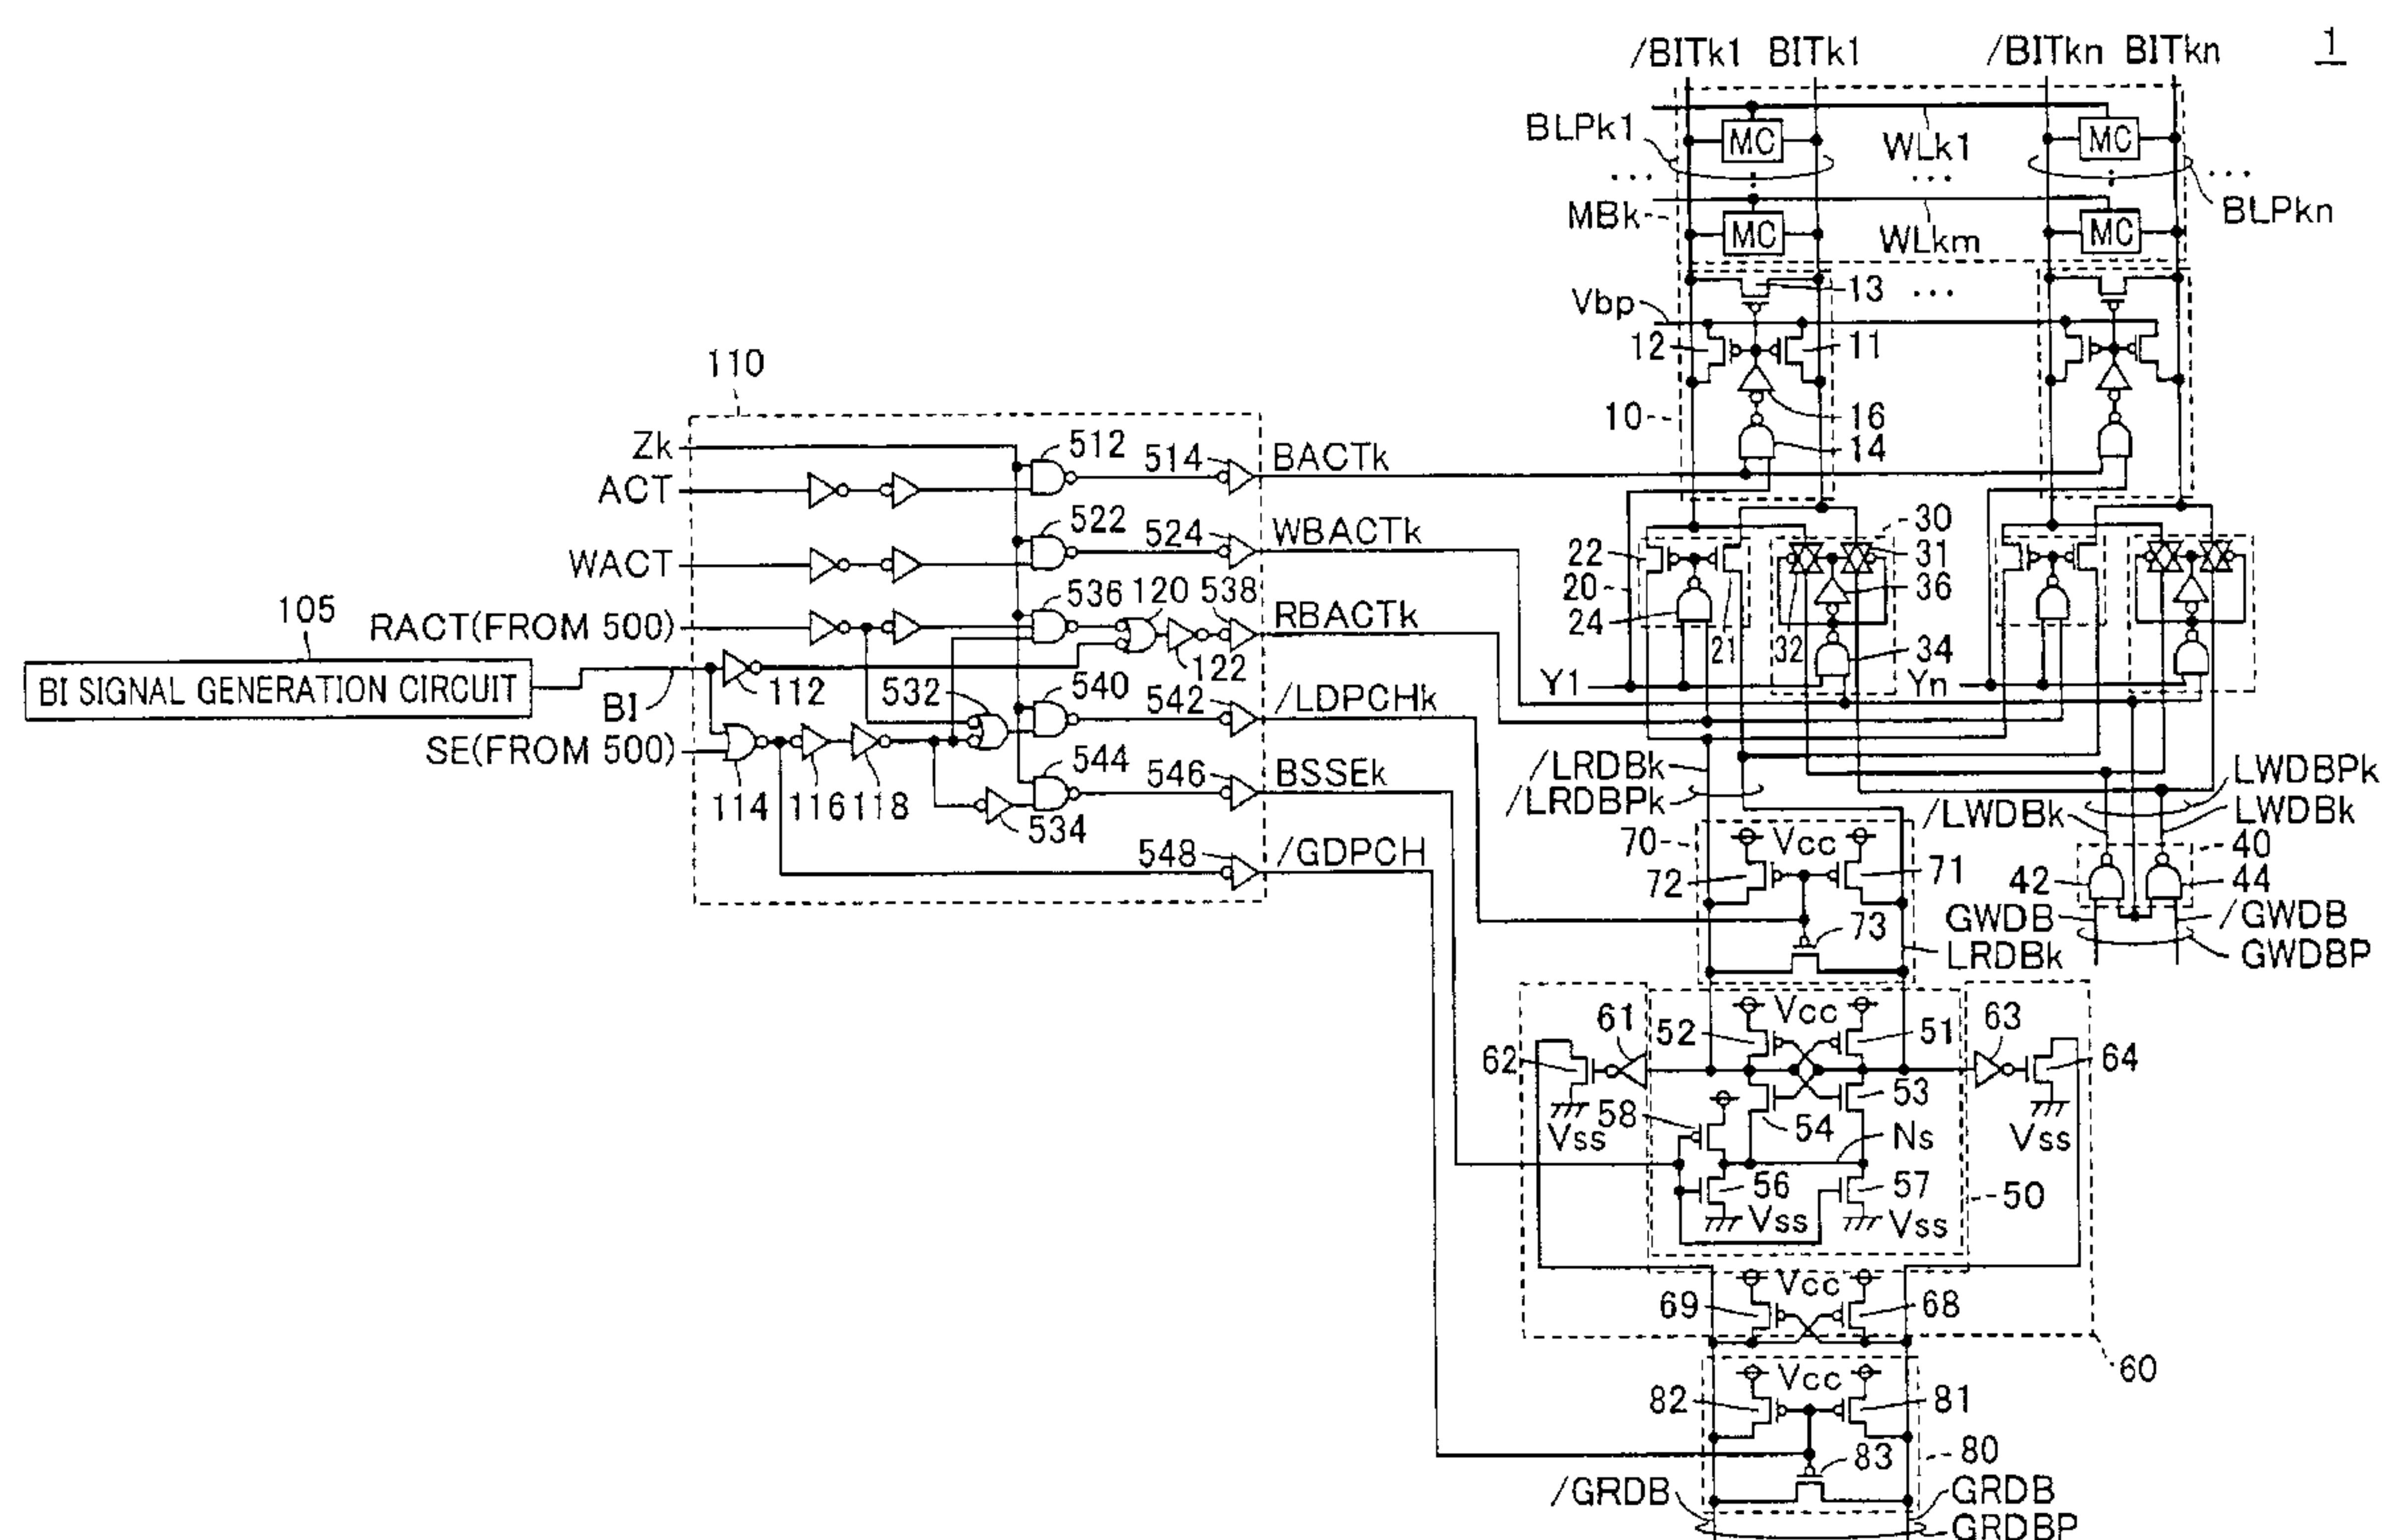 /BITk1 BITk1 /BITkn BITkn 1
BLPk1 MC WLk1 MC
... ... ...
MBk MC WLkm MC BLPkn
Vbp 13 ...
12 11
110
10 16
Zk 512 514 BACTk 14
ACT
522 524 WBACTk 30
22 31
WACT
20 36
105 536 120 538
RACT(FROM 500) RBACTk 24
21 32 34
BI SIGNAL GENERATION CIRCUIT
112 532 122 Y1 Yn
BI 540 542 /LDPCHk
SE(FROM 500)
544 546 BSSEk /LRDBk LWDBPk
114 116 118 /LRDBPk LWDBk
534 /LWDBk
70 Vcc 40
548 /GDPCH 72 71 42 44
GWDB /GWDB
73 LRDBk GWDBP
61 52 Vcc 51 63
62 64
58 53
Vss 54 Ns Vss
56 57 50
Vss Vss
Vcc
69 68
60
Vcc
82 81
83 80
/GRDB GRDB
GRDBP